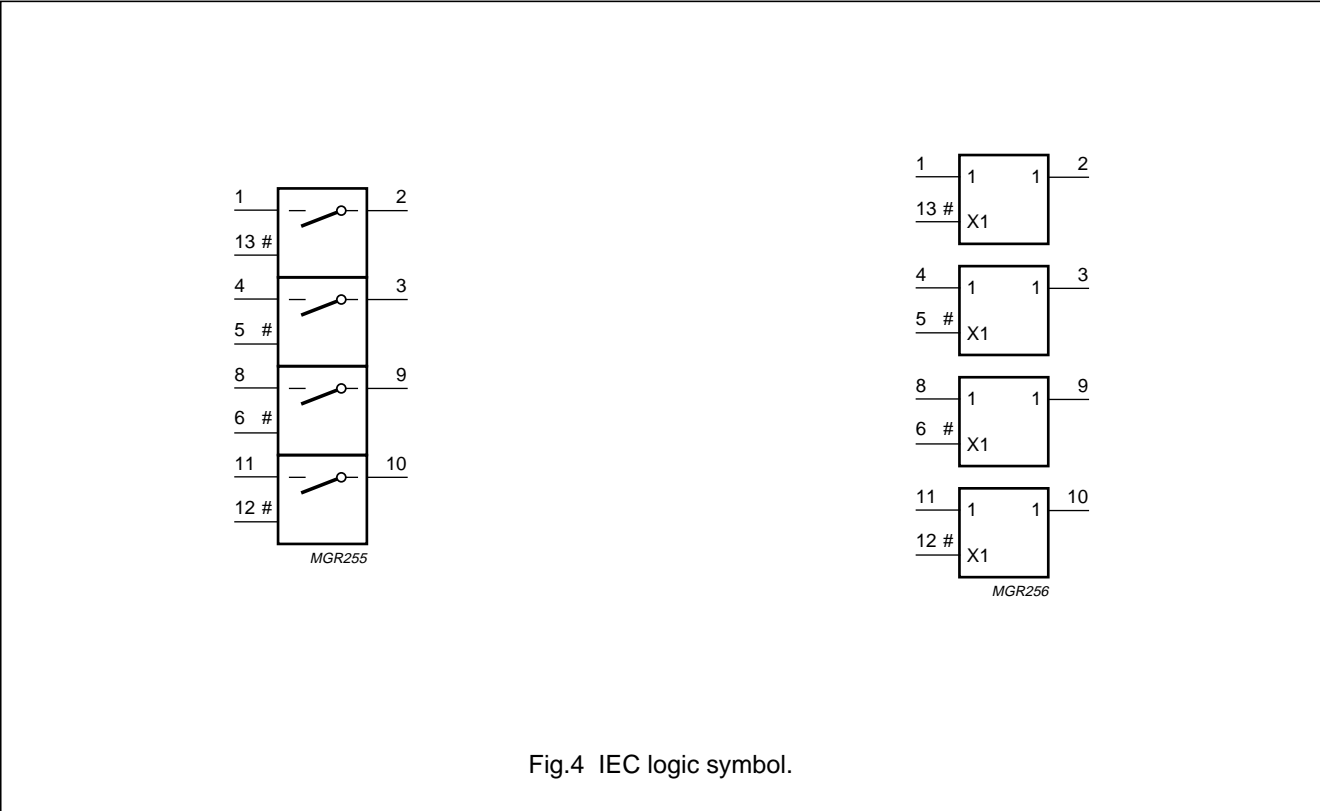 1 2
13 #
4 3
5 #
8 9
6 #
11 10
12 #
MGR255
1 1 1 2
13 # X1
4 1 1 3
5 # X1
8 1 1 9
6 # X1
11 1 1 10
12 # X1
MGR256
Fig.4 IEC logic symbol.